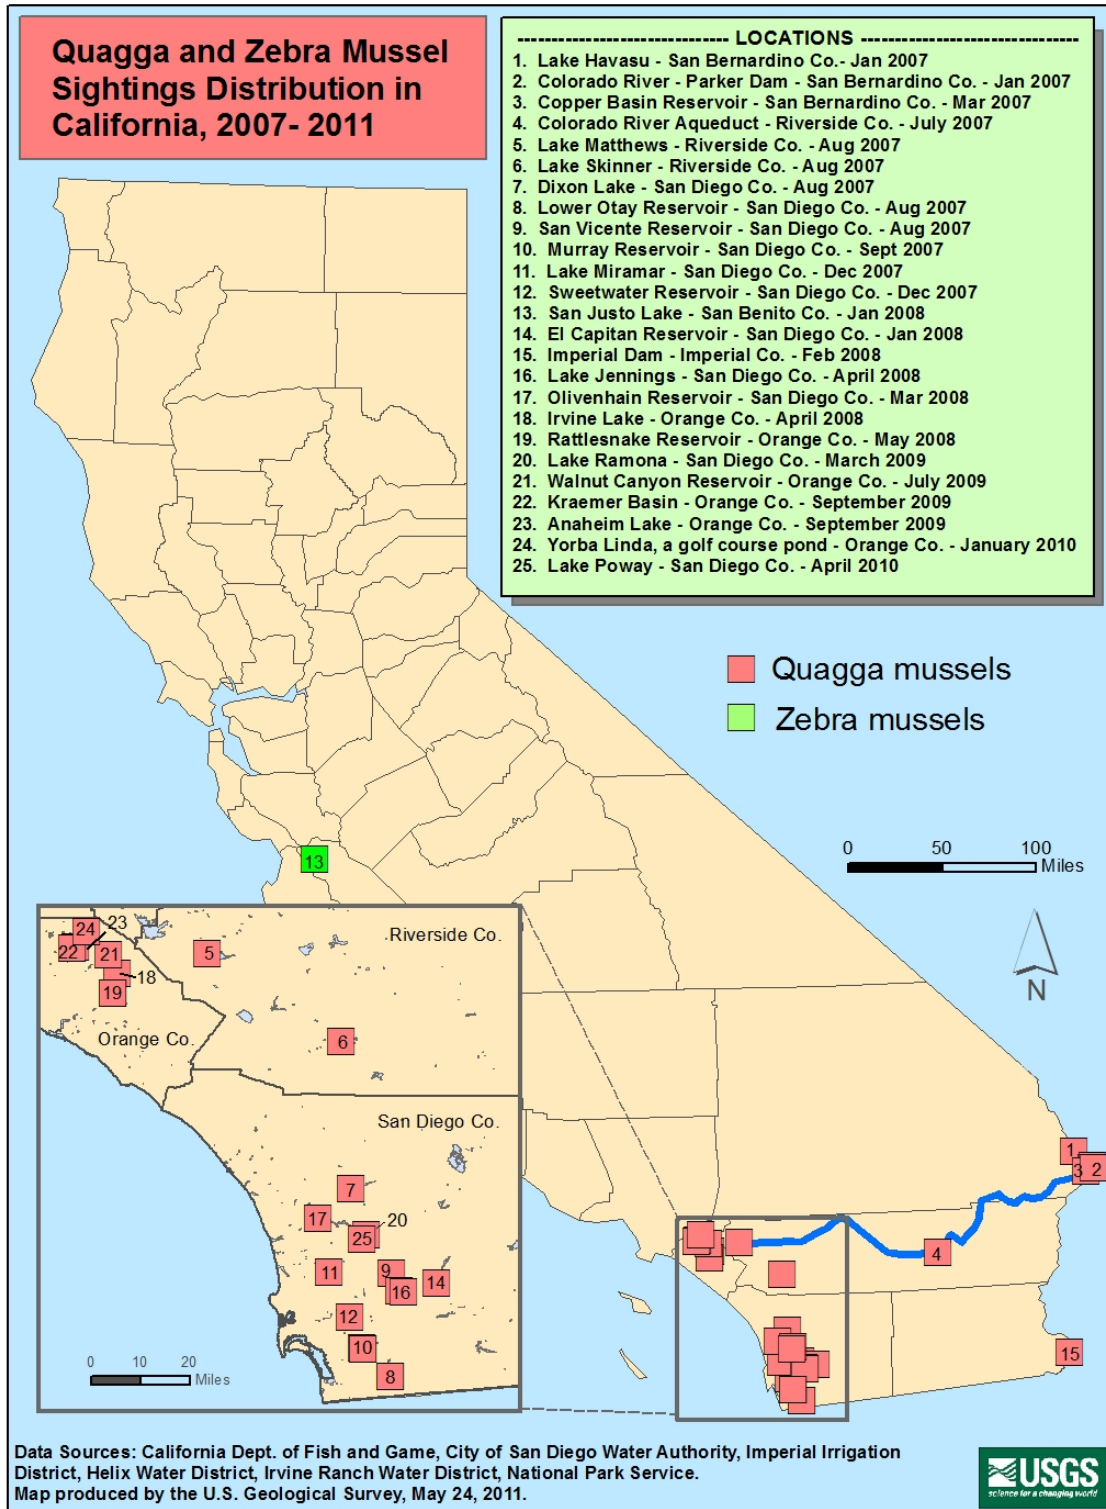 Quagga and Zebra Mussel
Sightings Distribution in
California, 2007- 2011
------------------------------ LOCATIONS -------------------------------
1. Lake Havasu - San Bernardino Co.- Jan 2007
2. Colorado River - Parker Dam - San Bernardino Co. - Jan 2007
3. Copper Basin Reservoir - San Bernardino Co. - Mar 2007
4. Colorado River Aqueduct - Riverside Co. - July 2007
5. Lake Matthews - Riverside Co. - Aug 2007
6. Lake Skinner - Riverside Co. - Aug 2007
7. Dixon Lake - San Diego Co. - Aug 2007
8. Lower Otay Reservoir - San Diego Co. - Aug 2007
9. San Vicente Reservoir - San Diego Co. - Aug 2007
10. Murray Reservoir - San Diego Co. - Sept 2007
11. Lake Miramar - San Diego Co. - Dec 2007
12. Sweetwater Reservoir - San Diego Co. - Dec 2007
13. San Justo Lake - San Benito Co. - Jan 2008
14. El Capitan Reservoir - San Diego Co. - Jan 2008
15. Imperial Dam - Imperial Co. - Feb 2008
16. Lake Jennings - San Diego Co. - April 2008
17. Olivenhain Reservoir - San Diego Co. - Mar 2008
18. Irvine Lake - Orange Co. - April 2008
19. Rattlesnake Reservoir - Orange Co. - May 2008
20. Lake Ramona - San Diego Co. - March 2009
21. Walnut Canyon Reservoir - Orange Co. - July 2009
22. Kraemer Basin - Orange Co. - September 2009
23. Anaheim Lake - Orange Co. - September 2009
24. Yorba Linda, a golf course pond - Orange Co. - January 2010
25. Lake Poway - San Diego Co. - April 2010
Quagga mussels
Zebra mussels
0 50 100
Miles
N
13
24 23
22 21
18
19
5
Riverside Co.
Orange Co.
6
San Diego Co.
7
17
20
25
11
9
16
14
12
10
8
0 10 20
Miles
1
3 2
4
15
Data Sources: California Dept. of Fish and Game, City of San Diego Water Authority, Imperial Irrigation
District, Helix Water District, Irvine Ranch Water District, National Park Service.
Map produced by the U.S. Geological Survey, May 24, 2011.
USGS
science for a changing world